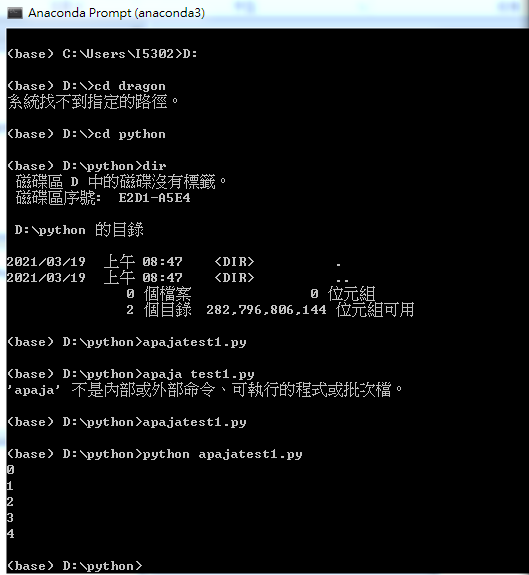 Anaconda Prompt (anaconda3)
(base) C:\Users\I5302>D:
(base) D:\>cd dragon
系統找不到指定的路徑。
(base) D:\>cd python
(base) D:\python>dir
磁碟區 D 中的磁碟沒有標籤。
磁碟區序號:  E2D1-A5E4
D:\python 的目錄
2021/03/19  上午 08:47    <DIR>          .
2021/03/19  上午 08:47    <DIR>          ..
0 個檔案               0 位元組
2 個目錄  282,796,806,144 位元組可用
(base) D:\python>apajatest1.py
(base) D:\python>apaja test1.py
'apaja' 不是內部或外部命令、可執行的程式或批次檔。
(base) D:\python>apajatest1.py
(base) D:\python>python apajatest1.py
0
1
2
3
4
(base) D:\python>